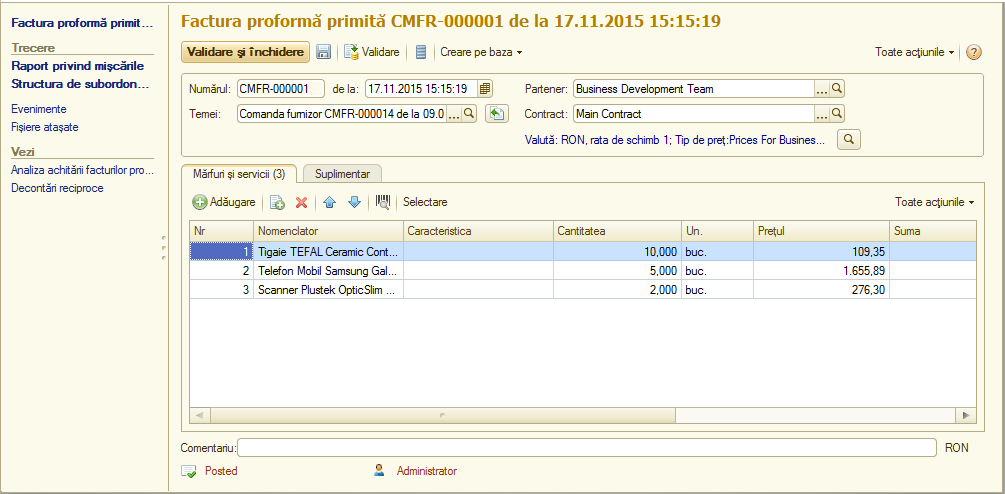 Factura proformă primit...
Trecere
Raport privind mișcările
Structura de subordon...
Evenimente
Fișiere atașate
Vezi
Analiza achitării facturilor pro...
Decontări reciproce
Factura proformă primită CMFR-000001 de la 17.11.2015 15:15:19
Validare și închidere Validare Creare pe baza Toate acțiunile ?
Numărul: CMFR-000001 de la: 17.11.2015 15:15:19 Partener: Business Development Team ...
Temei: Comanda furnizor CMFR-000014 de la 09.0 ... Contract: Main Contract ...
Valută: RON, rata de schimb 1; Tip de preț:Prices For Busines...
Mărfuri și servicii (3) Suplimentar
Adăugare Selectare Toate acțiunile
Nr Nomenclator Caracteristica Cantitatea Un. Prețul Suma
1 Tigaie TEFAL Ceramic Cont... 10,000 buc. 109,35
2 Telefon Mobil Samsung Gal... 5,000 buc. 1.655,89
3 Scanner Plustek OpticSlim ... 2,000 buc. 276,30
Comentariu: RON
Posted Administrator